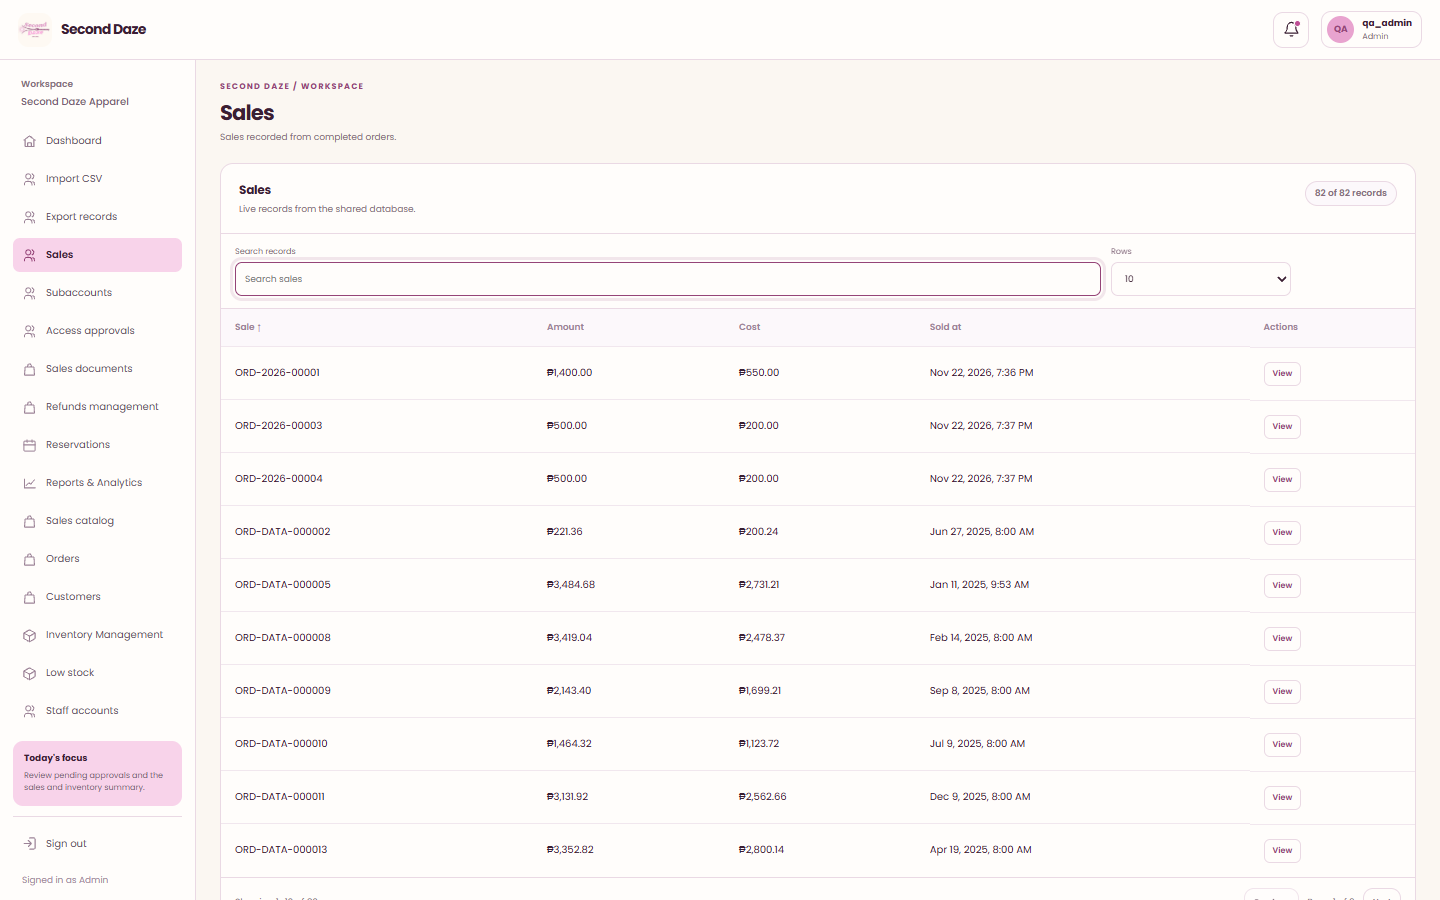 Second Daze
qa_admin
QA
Admin
Workspace
Second Daze Apparel
Dashboard
Import CSV
Export records
Sales
Subaccounts
Access approvals
Sales documents
Refunds management
Reservations
Reports & Analytics
Sales catalog
Orders
Customers
Inventory Management
Low stock
Staff accounts
Today's focus
Review pending approvals and the
sales and inventory summary.
Sign out
Signed in as Admin
SECOND DAZE / WORKSPACE
Sales
Sales recarded from completed orders.
Sales
Live records from the shared database.
82 of 82 records
Search records
Rows
Search sales
10
Sale ↑ Amount Cost Sold at Actions
ORD-2026-00001 ₱1,400.00 ₱550.00 Nov 22, 2026, 7:36 PM View
ORD-2026-00003 ₱500.00 ₱200.00 Nov 22, 2026, 7:37 PM View
ORD-2026-00004 ₱500.00 ₱200.00 Nov 22, 2026, 7:37 PM View
ORD-DATA-000002 ₱221.36 ₱200.24 Jun 27, 2025, 8:00 AM View
ORD-DATA-000005 ₱3,484.68 ₱2,731.21 Jan 11, 2025, 9:53 AM View
ORD-DATA-000008 ₱3,419.04 ₱2,478.37 Feb 14, 2025, 8:00 AM View
ORD-DATA-000009 ₱2,143.40 ₱1,699.21 Sep 8, 2025, 8:00 AM View
ORD-DATA-000010 ₱1,464.32 ₱1,123.72 Jul 9, 2025, 8:00 AM View
ORD-DATA-000011 ₱3,131.92 ₱2,562.66 Dec 9, 2025, 8:00 AM View
ORD-DATA-000013 ₱3,352.82 ₱2,800.14 Apr 19, 2025, 8:00 AM View